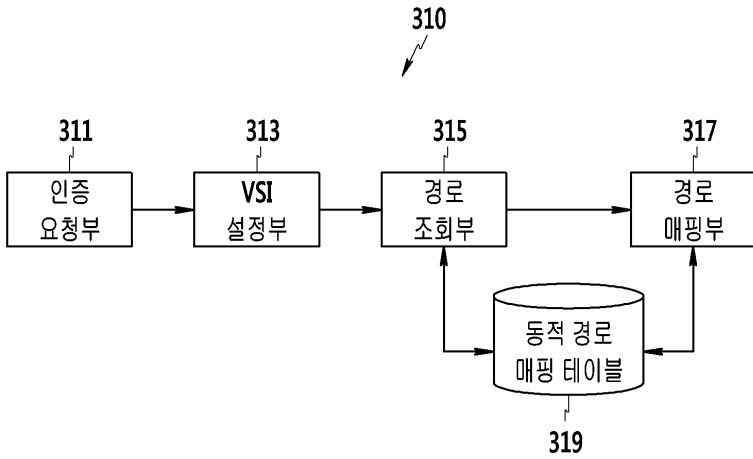 310
311
313
315
317
인증
요청부
VSI
설정부
경로
조회부
경로
매핑부
동적 경로
매핑 테이블
319